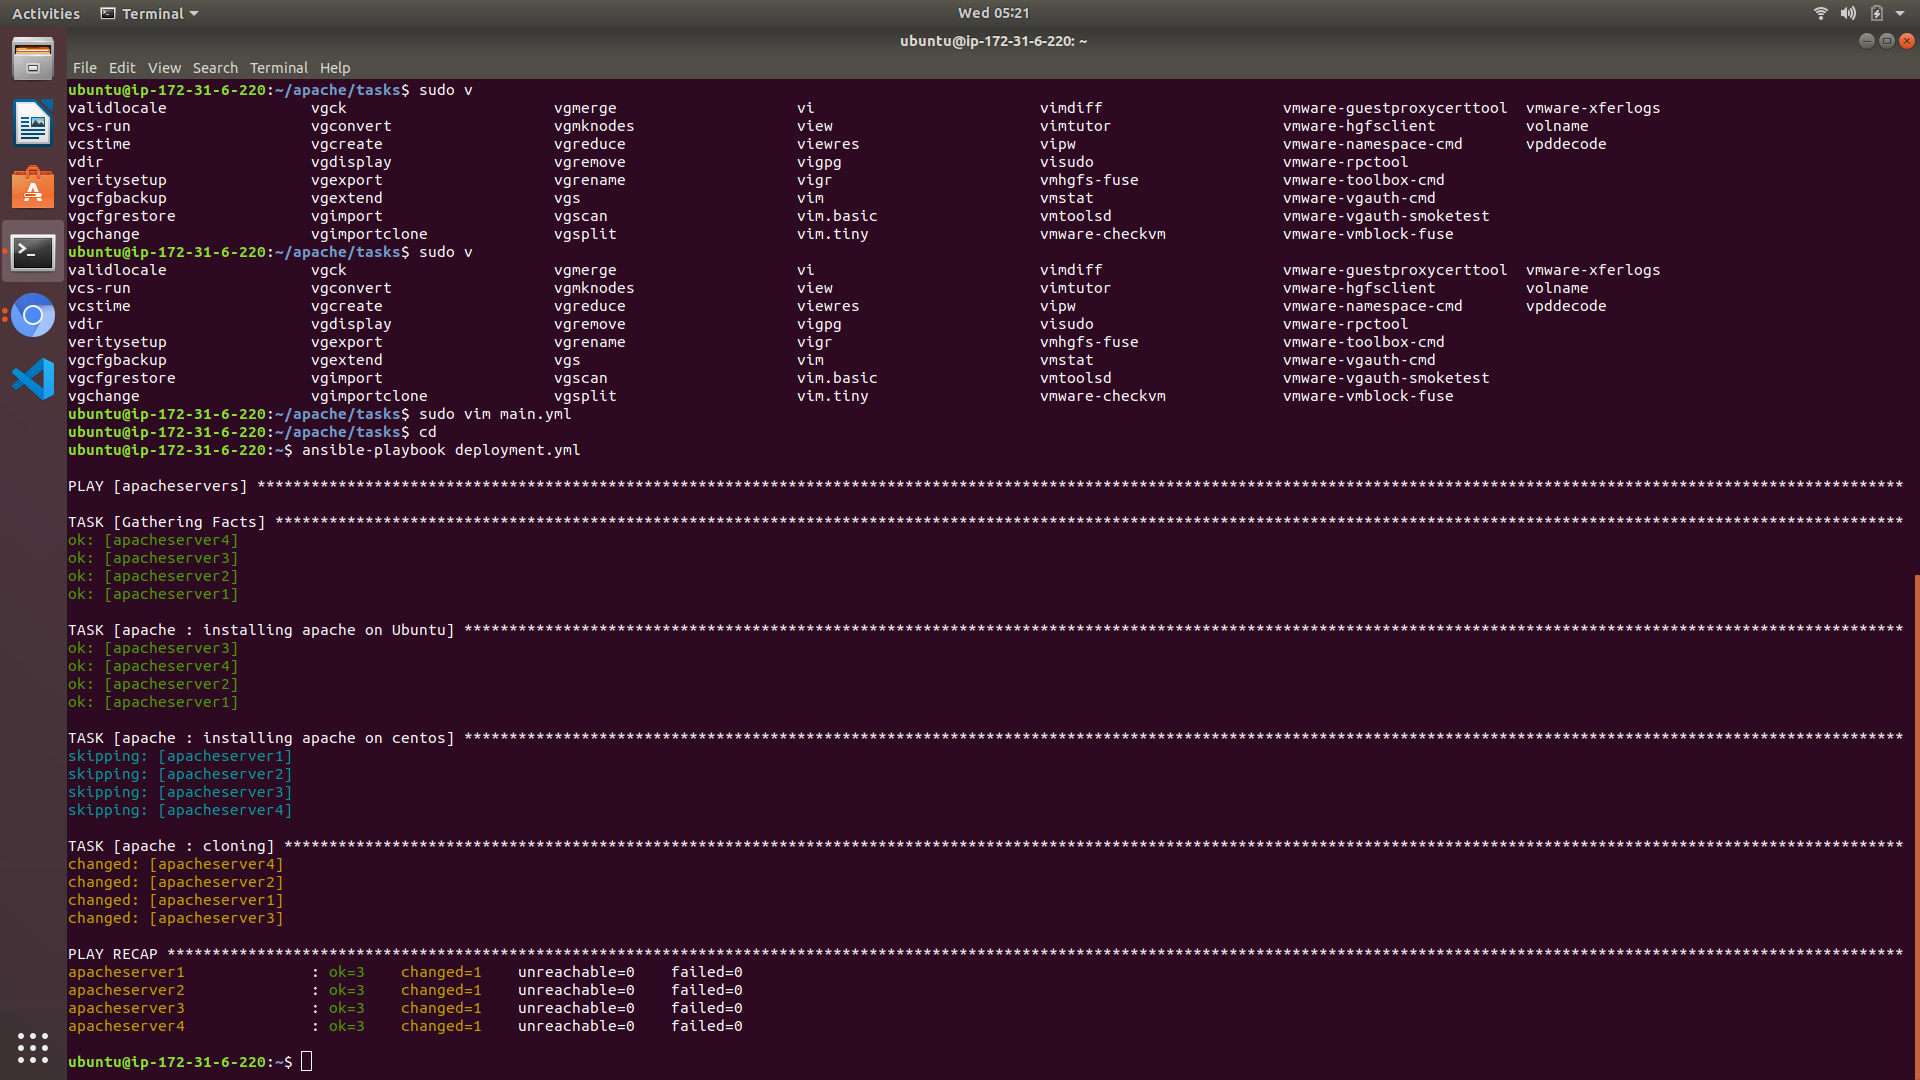 Activities Terminal Wed 05:21
ubuntu@ip-172-31-6-220: ~
File Edit View Search Terminal Help
ubuntu@ip-172-31-6-220:~/apache/tasks$ sudo v
validlocale vgck vgmerge vi vimdiff vmware-guestproxycerttool vmware-xferlogs
vcs-run vgconvert vgmknodes view vimtutor vmware-hgfsclient volname
vcstime vgcreate vgreduce viewres vipw vmware-namespace-cmd vpddecode
vdir vgdisplay vgremove vigpg visudo vmware-rpctool
veritysetup vgexport vgrename vigr vmhgfs-fuse vmware-toolbox-cmd
vgcfgbackup vgextend vgs vim vmstat vmware-vgauth-cmd
vgcfgrestore vgimport vgscan vim.basic vmtoolsd vmware-vgauth-smoketest
vgchange vgimportclone vgsplit vim.tiny vmware-checkvm vmware-vmblock-fuse
ubuntu@ip-172-31-6-220:~/apache/tasks$ sudo v
validlocale vgck vgmerge vi vimdiff vmware-guestproxycerttool vmware-xferlogs
vcs-run vgconvert vgmknodes view vimtutor vmware-hgfsclient volname
vcstime vgcreate vgreduce viewres vipw vmware-namespace-cmd vpddecode
vdir vgdisplay vgremove vigpg visudo vmware-rpctool
veritysetup vgexport vgrename vigr vmhgfs-fuse vmware-toolbox-cmd
vgcfgbackup vgextend vgs vim vmstat vmware-vgauth-cmd
vgcfgrestore vgimport vgscan vim.basic vmtoolsd vmware-vgauth-smoketest
vgchange vgimportclone vgsplit vim.tiny vmware-checkvm vmware-vmblock-fuse
ubuntu@ip-172-31-6-220:~/apache/tasks$ sudo vim main.yml
ubuntu@ip-172-31-6-220:~/apache/tasks$ cd
ubuntu@ip-172-31-6-220:~$ ansible-playbook deployment.yml
PLAY [apacheservers] ***************************************************************************************************************************************************************************************
TASK [Gathering Facts] *************************************************************************************************************************************************************************************
ok: [apacheserver4]
ok: [apacheserver3]
ok: [apacheserver2]
ok: [apacheserver1]
TASK [apache : installing apache on Ubuntu] ****************************************************************************************************************************************************************
ok: [apacheserver3]
ok: [apacheserver4]
ok: [apacheserver2]
ok: [apacheserver1]
TASK [apache : installing apache on centos] ****************************************************************************************************************************************************************
skipping: [apacheserver1]
skipping: [apacheserver2]
skipping: [apacheserver3]
skipping: [apacheserver4]
TASK [apache : cloning] ************************************************************************************************************************************************************************************
changed: [apacheserver4]
changed: [apacheserver2]
changed: [apacheserver1]
changed: [apacheserver3]
PLAY RECAP *************************************************************************************************************************************************************************************************
apacheserver1 : ok=3 changed=1 unreachable=0 failed=0
apacheserver2 : ok=3 changed=1 unreachable=0 failed=0
apacheserver3 : ok=3 changed=1 unreachable=0 failed=0
apacheserver4 : ok=3 changed=1 unreachable=0 failed=0
ubuntu@ip-172-31-6-220:~$